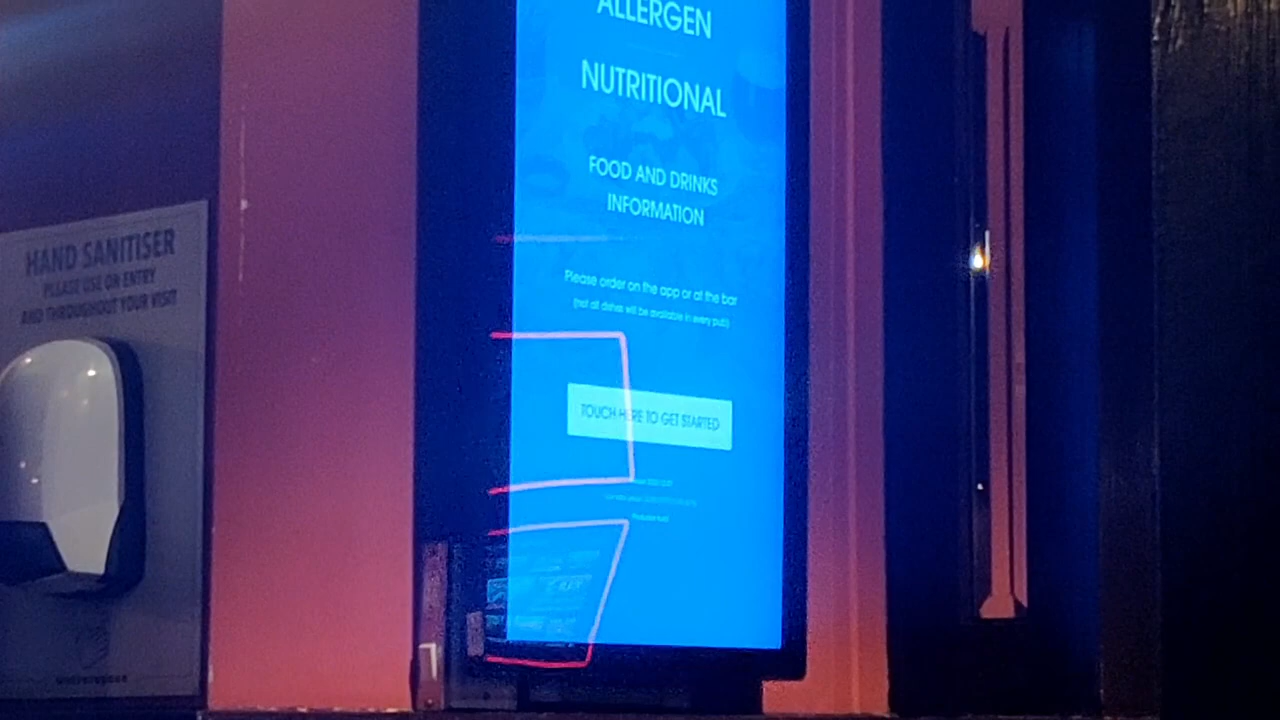 HAND SANITISER
PLEASE USE ON ENTRY
AND THROUGHOUT YOUR VISIT
ALLERGEN
NUTRITIONAL
FOOD AND DRINKS
INFORMATION
Please order on the app or at the bar
(not all dishes will be available in every pub)
TOUCH HERE TO GET STARTED